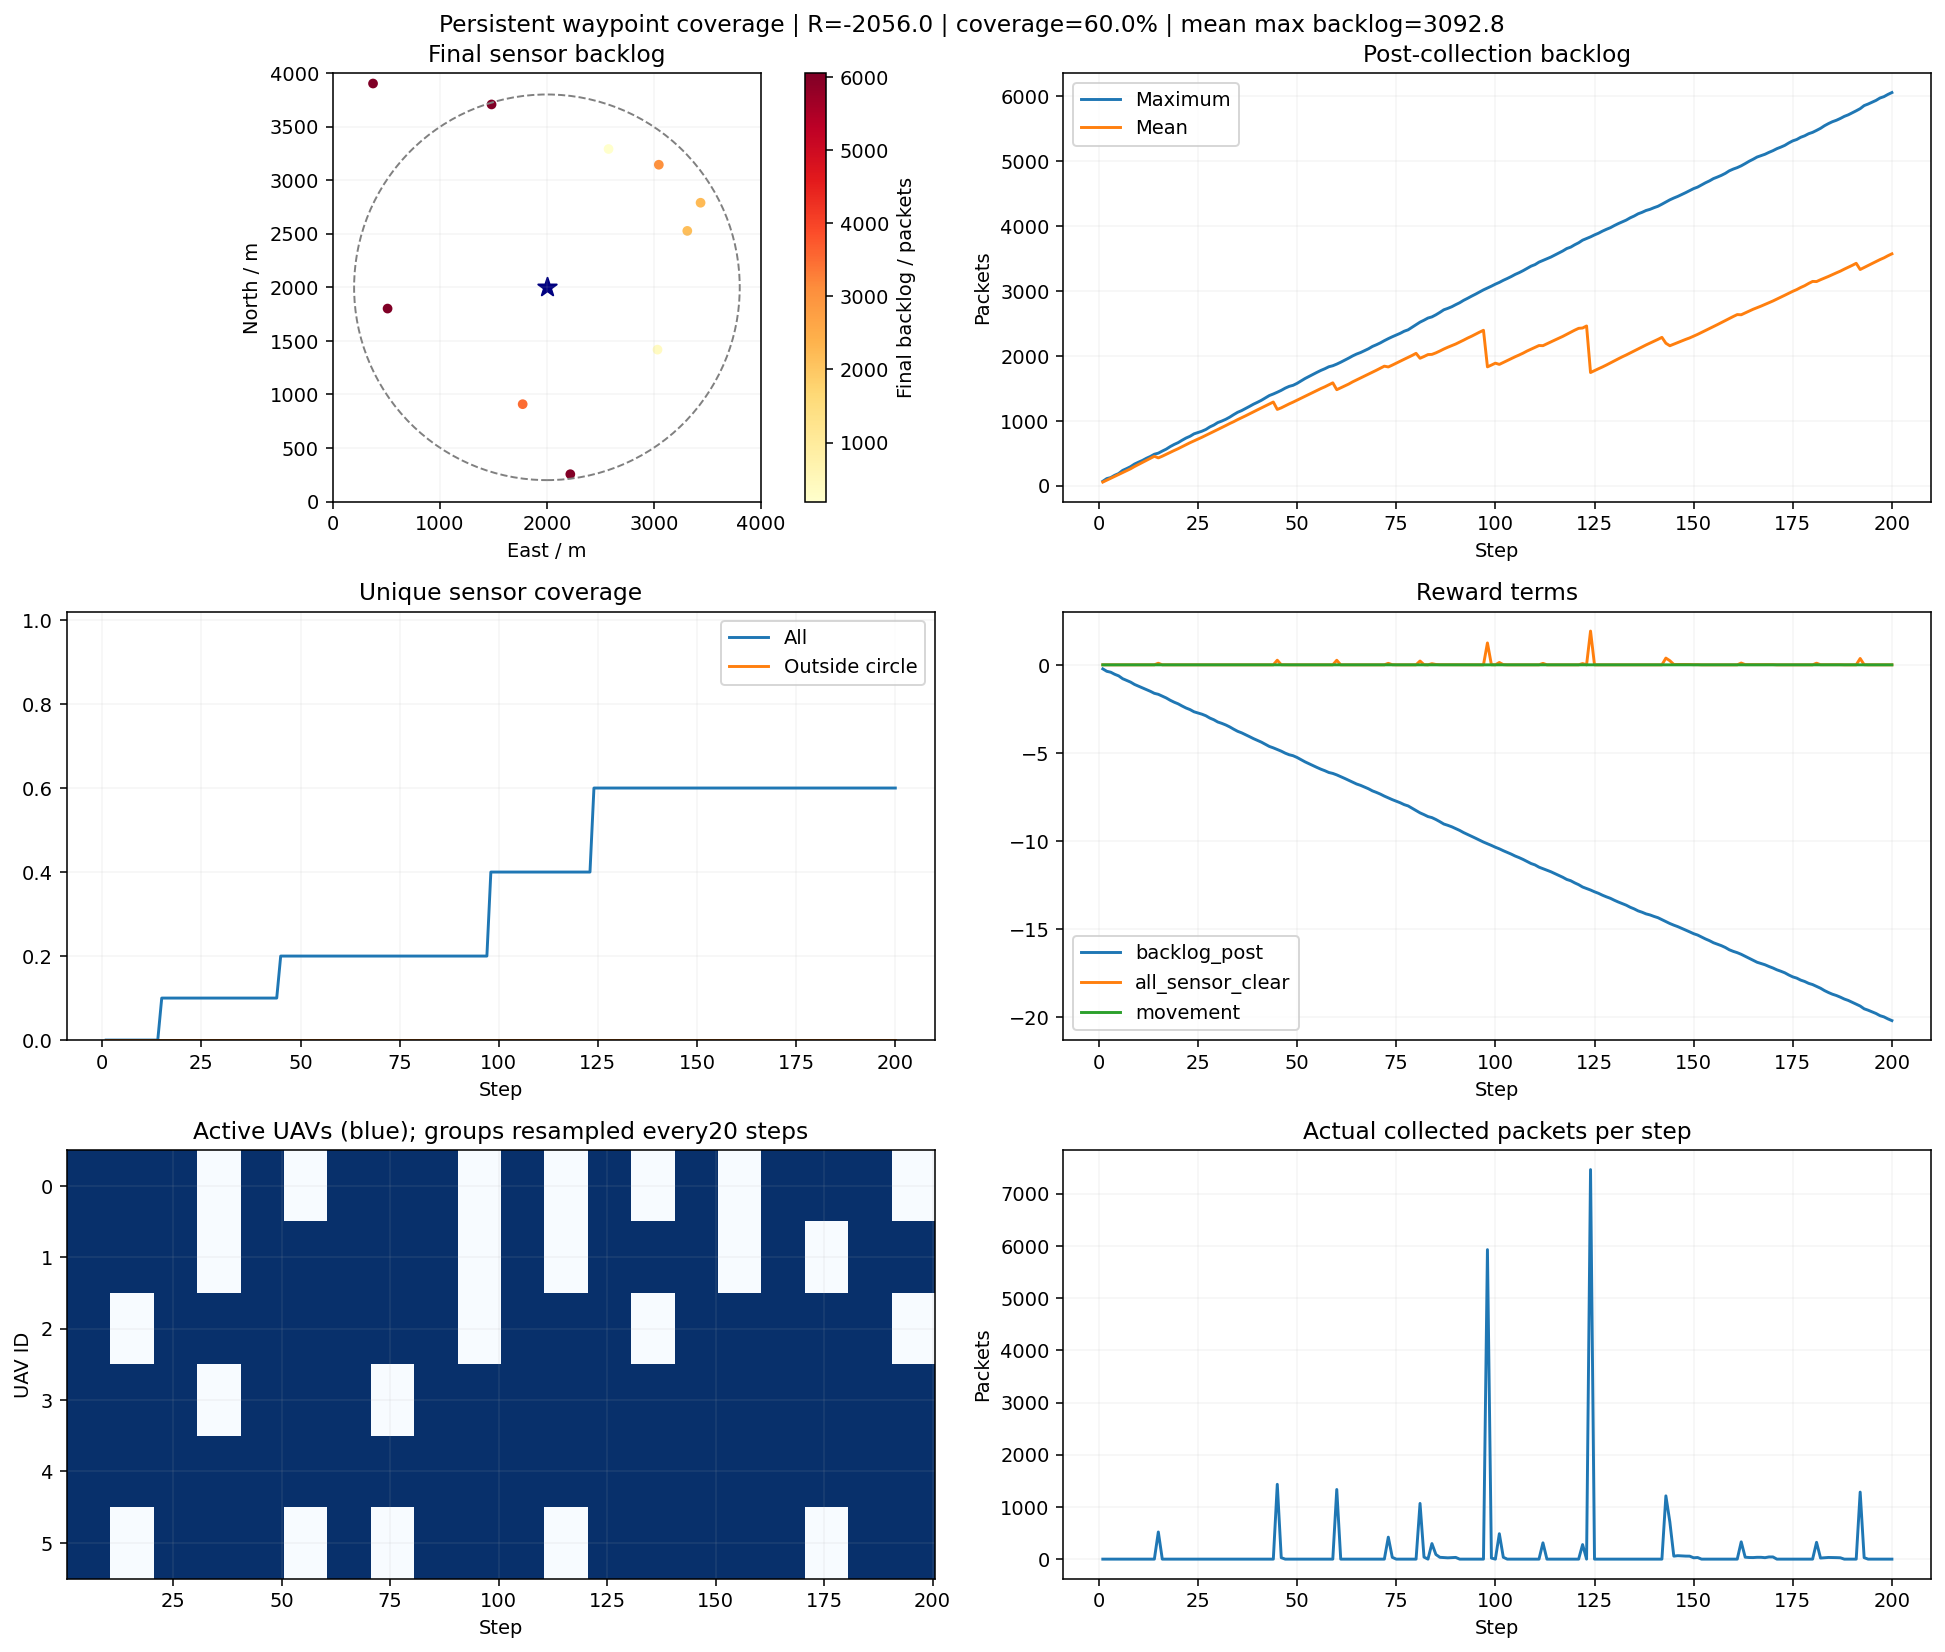 Persistent waypoint coverage | R=-2056.0 | coverage=60.0% | mean max backlog=3092.8
Final sensor backlog
4000
3500
3000
2500
2000
1500
1000
500
0
North / m
0 1000 2000 3000 4000
East / m
6000
5000
4000
3000
2000
1000
Final backlog / packets
Post-collection backlog
Maximum
Mean
6000
5000
4000
3000
2000
1000
0
Packets
0 25 50 75 100 125 150 175 200
Step
Unique sensor coverage
All
Outside circle
1.0
0.8
0.6
0.4
0.2
0.0
0 25 50 75 100 125 150 175 200
Step
Reward terms
0
−5
−10
−15
−20
backlog_post
all_sensor_clear
movement
0 25 50 75 100 125 150 175 200
Step
Active UAVs (blue); groups resampled every20 steps
0
1
2
3
4
5
UAV ID
25 50 75 100 125 150 175 200
Step
Actual collected packets per step
7000
6000
5000
4000
3000
2000
1000
0
Packets
0 25 50 75 100 125 150 175 200
Step